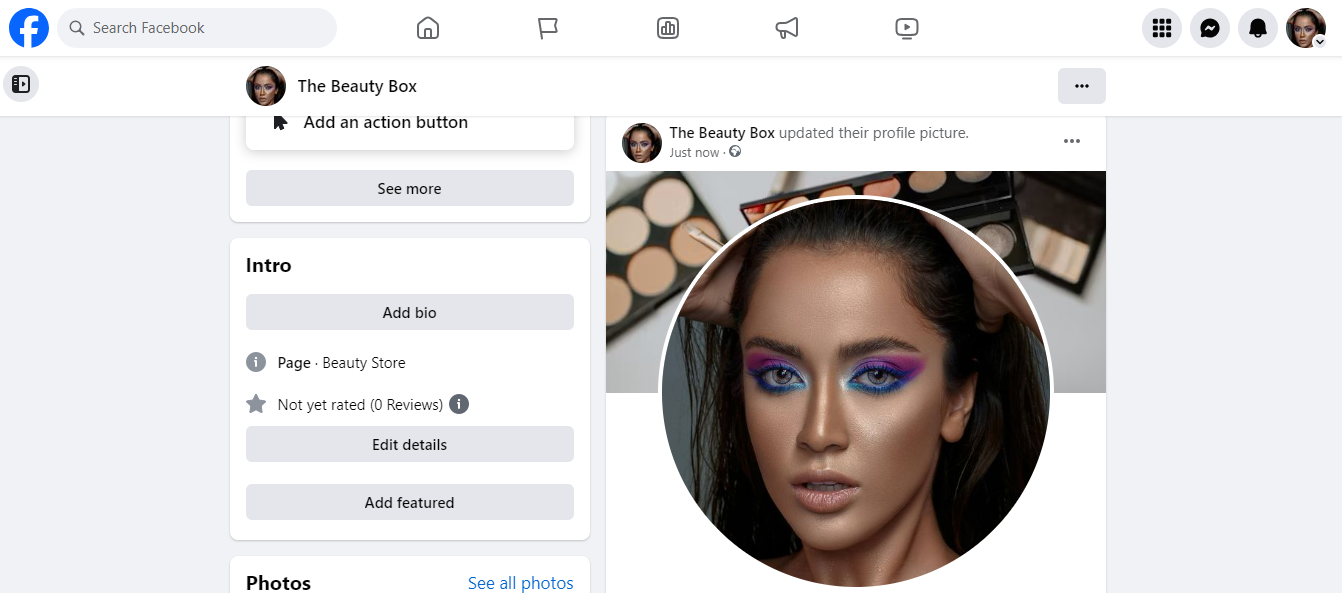 Search Facebook
The Beauty Box
Add an action button
See more
Intro
Add bio
Page · Beauty Store
Not yet rated (0 Reviews)
Edit details
Add featured
Photos
See all photos
The Beauty Box updated their profile picture.
Just now ·